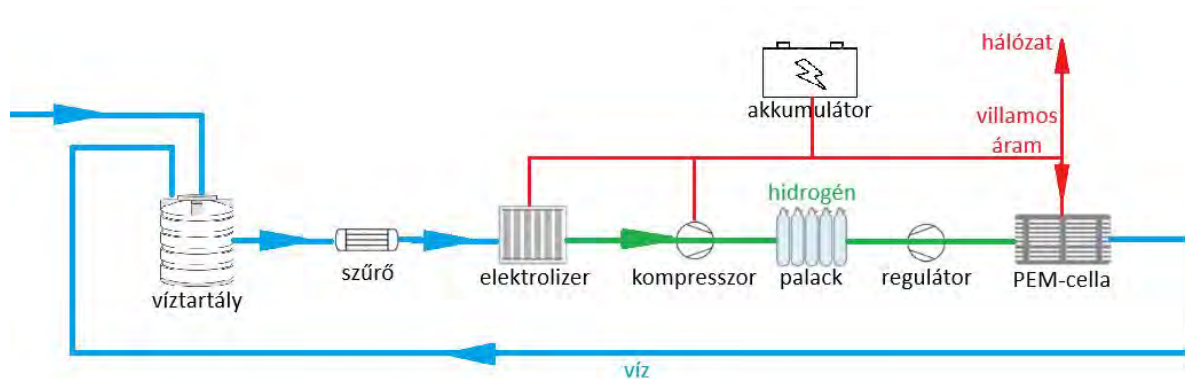 hálózat
akkumulátor
villamos
áram
hidrogén
víztartály
szűrő
elektrolizer
kompresszor
palack
regulátor
PEM-cella
víz